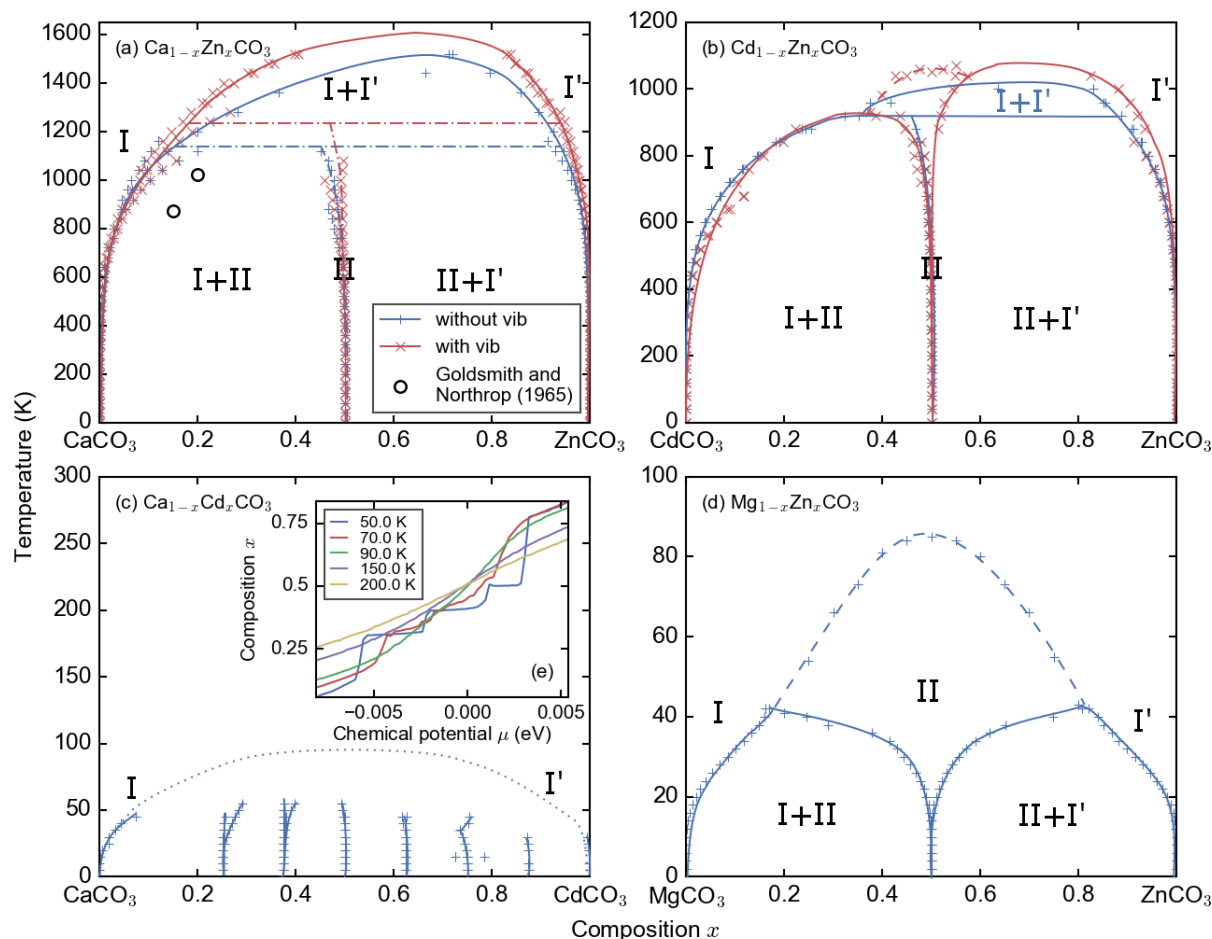 Temperature (K)
(a) Ca₁₋ₓZnₓCO₃
1600
1400
1200
1000
800
600
400
200
0
I
I+I'
I'
I+II
II
II+I'
without vib
with vib
Goldsmith and
Northrop (1965)
CaCO₃ 0.2 0.4 0.6 0.8 ZnCO₃
(b) Cd₁₋ₓZnₓCO₃
1200
1000
800
600
400
200
0
I
I+I'
I'
I+II
II
II+I'
CdCO₃ 0.2 0.4 0.6 0.8 ZnCO₃
(c) Ca₁₋ₓCdₓCO₃
300
250
200
150
100
50
0
I
I'
CaCO₃ 0.2 0.4 0.6 0.8 CdCO₃
Composition x
0.75
0.5
0.25
50.0 K
70.0 K
90.0 K
150.0 K
200.0 K
(e)
−0.005 0.000 0.005
Chemical potential μ (eV)
(d) Mg₁₋ₓZnₓCO₃
100
80
60
40
20
0
I
II
I'
I+II
II+I'
MgCO₃ 0.2 0.4 0.6 0.8 ZnCO₃
Composition x